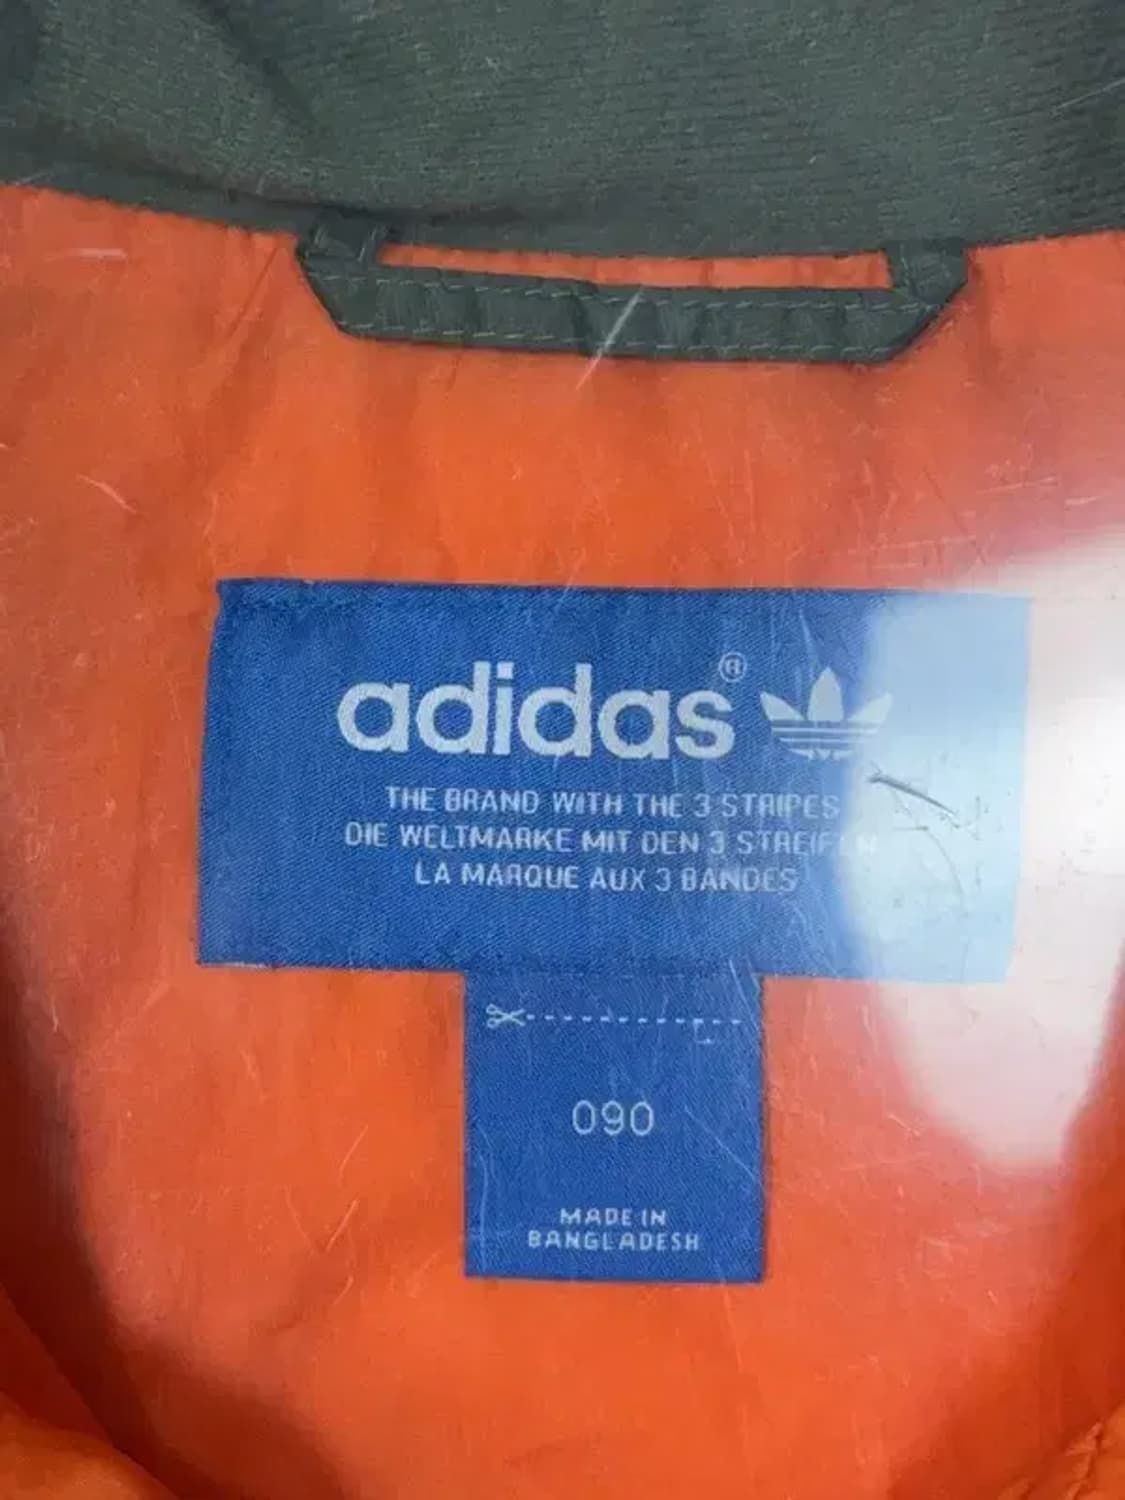 adidas®
THE BRAND WITH THE 3 STRIPES
DIE WELTMARKE MIT DEN 3 STREIFEN
LA MARQUE AUX 3 BANDES
090
MADE IN
BANGLADESH